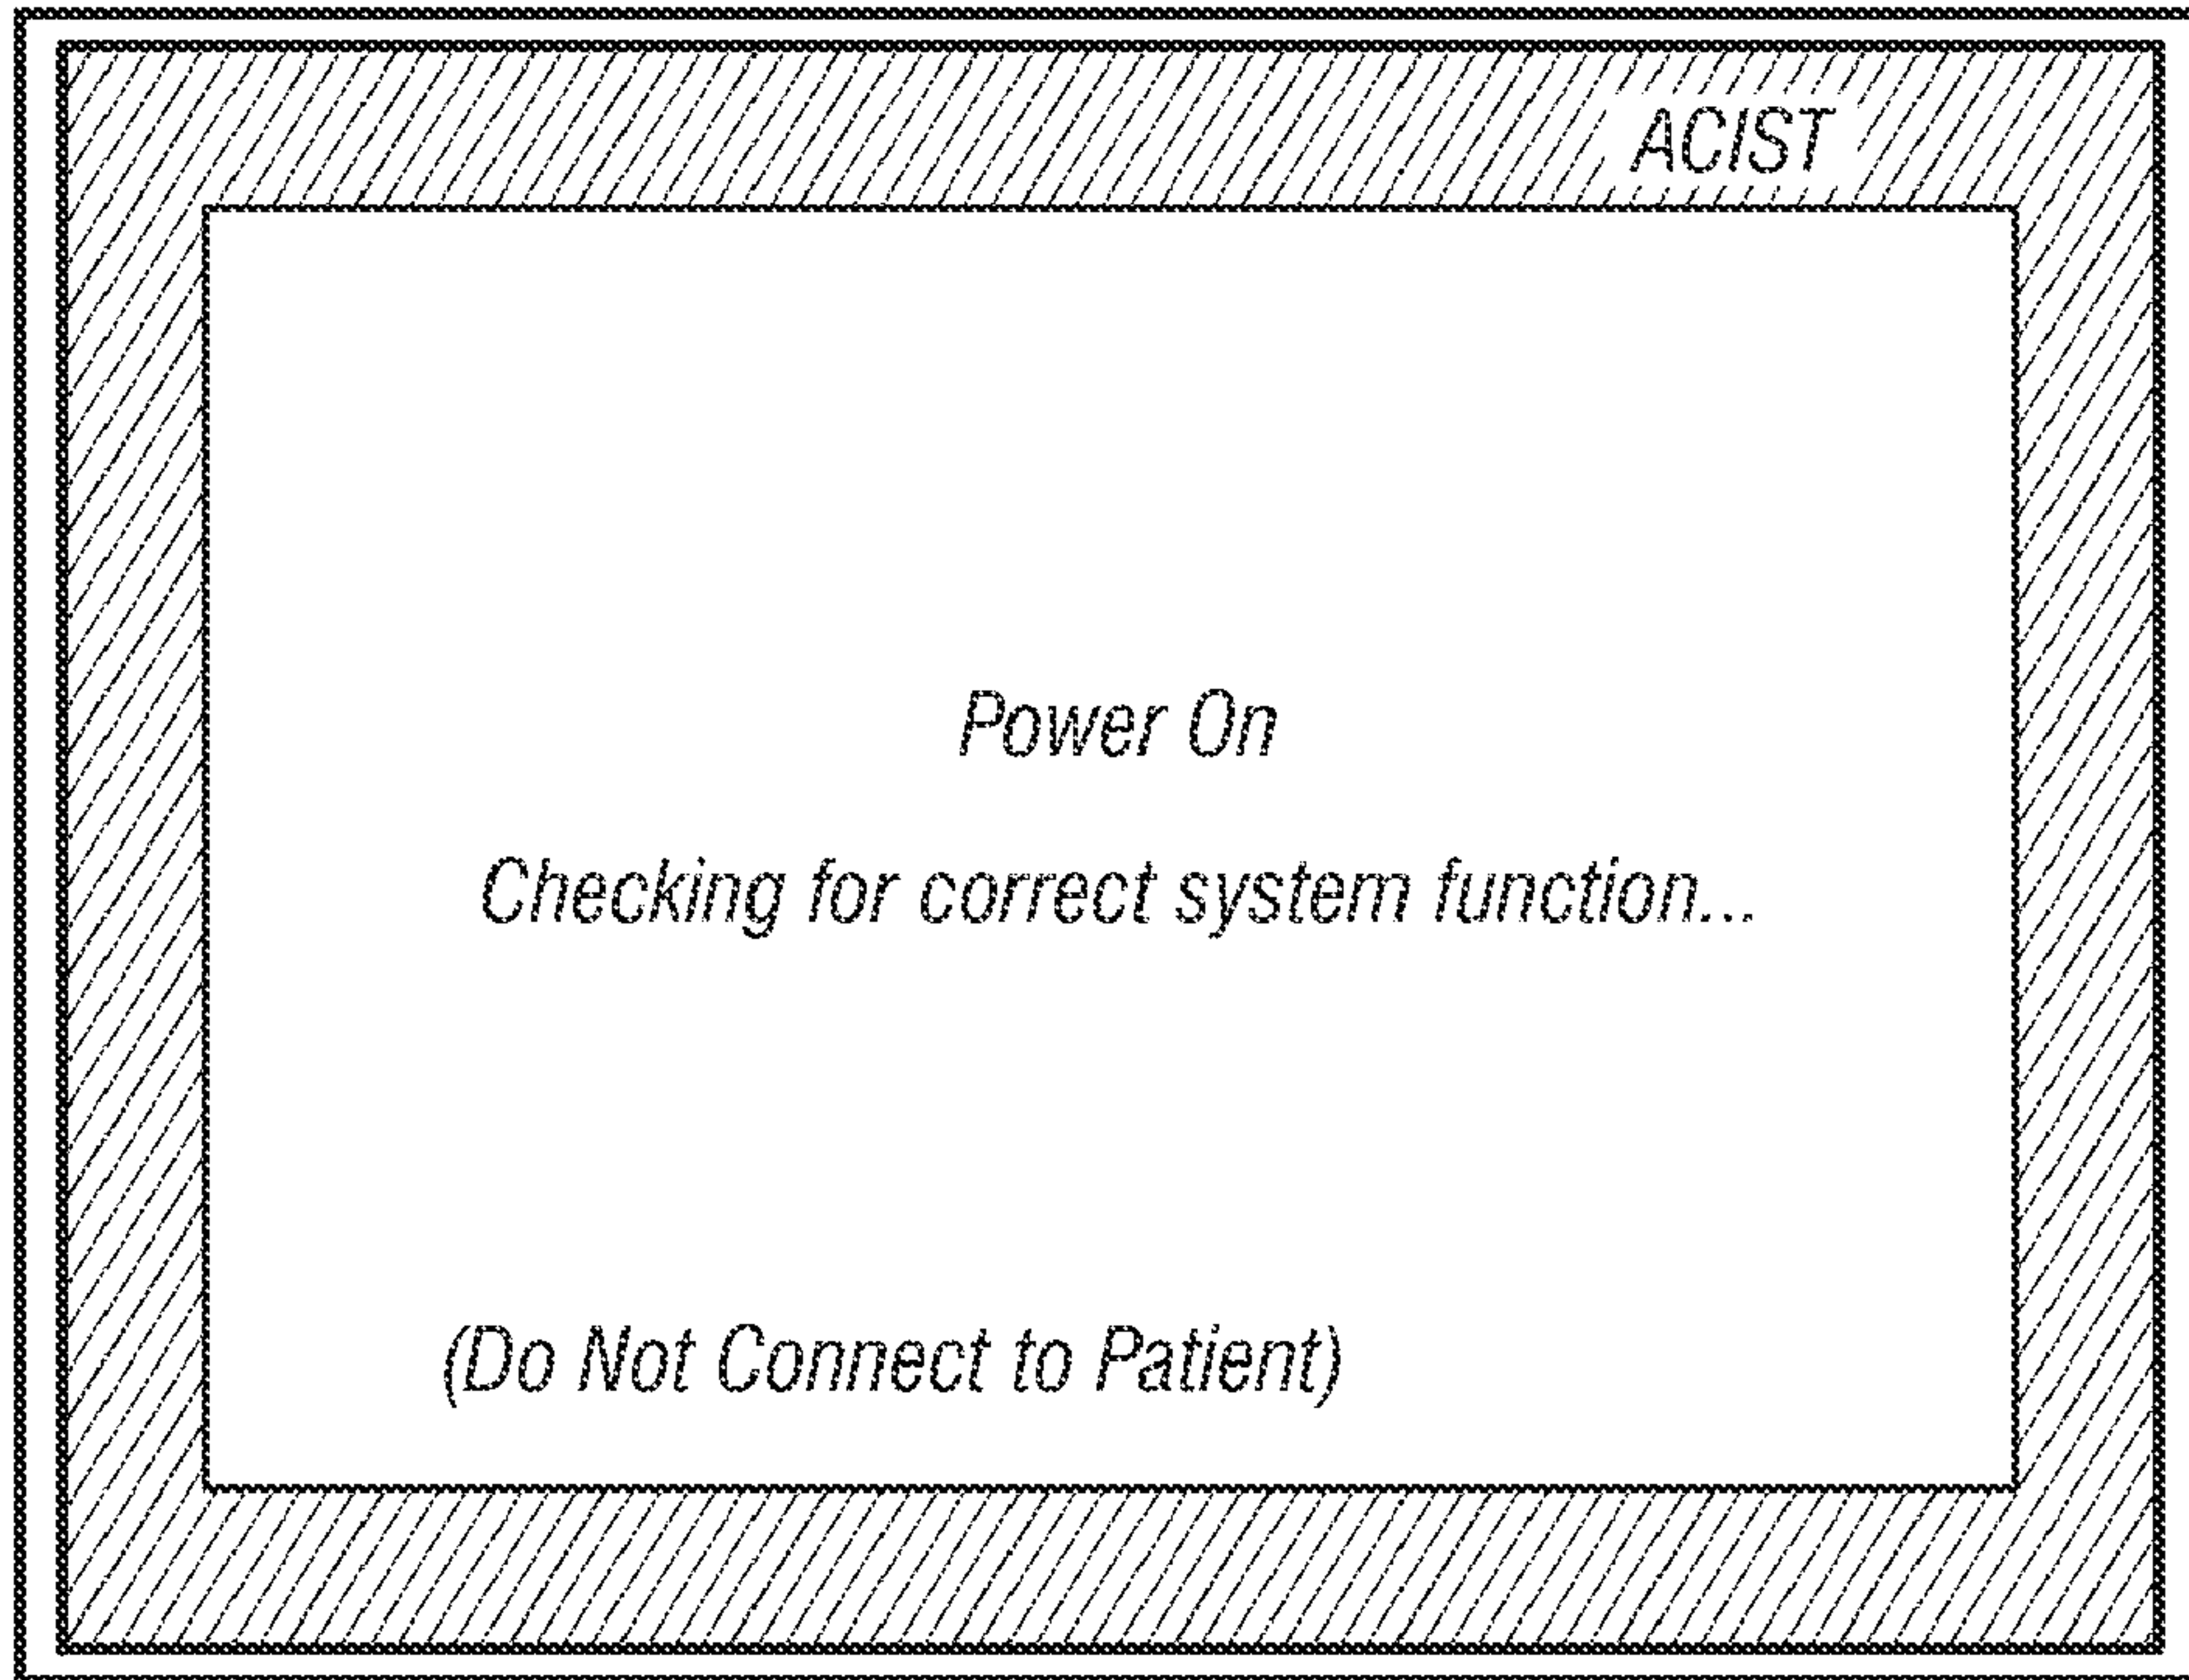 ACIST
Power On
Checking for correct system function...
(Do Not Connect to Patient)